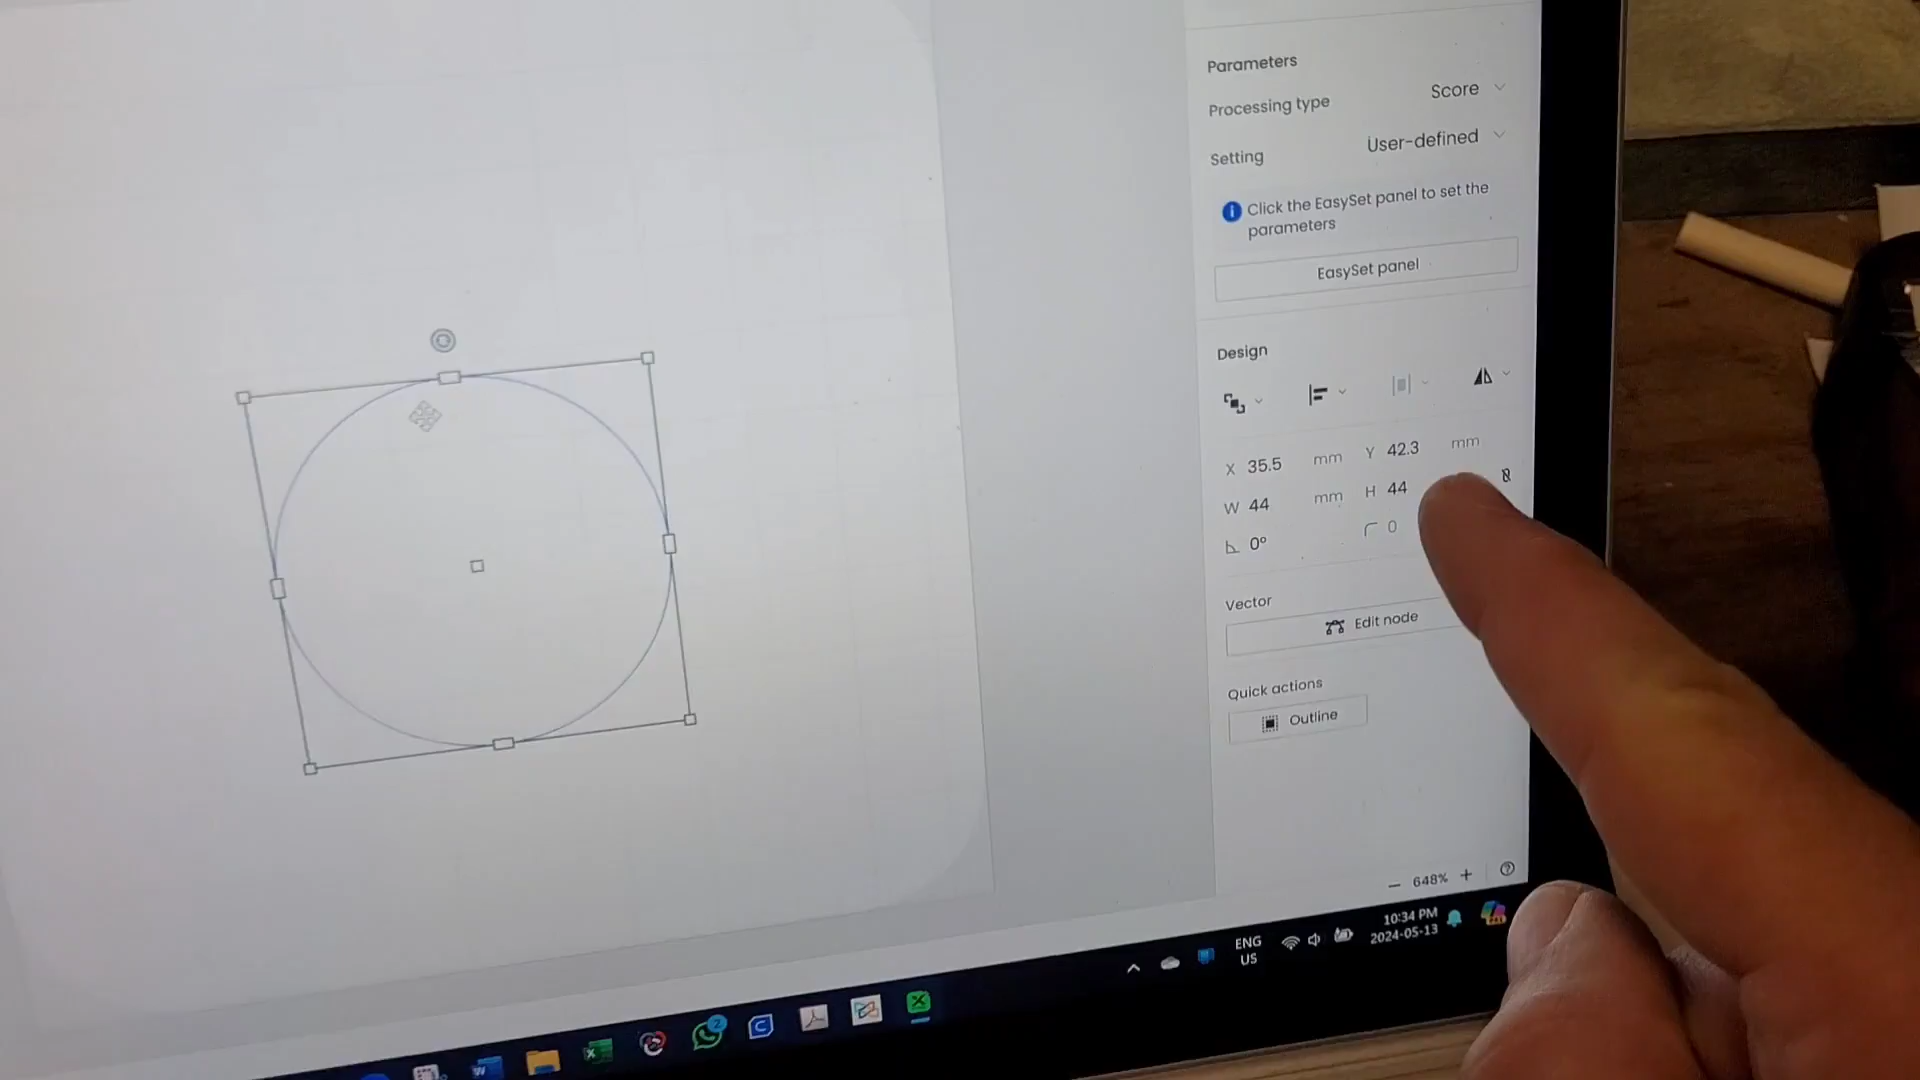 Parameters
Processing type Score
Setting User-defined
Click the EasySet panel to set the
parameters
EasySet panel
Design
X 35.5 mm Y 42.3 mm
W 44 mm H 44
0° 0
Vector
Edit node
Quick actions
Outline
648%
ENG
US
10:34 PM
2024-05-13
2